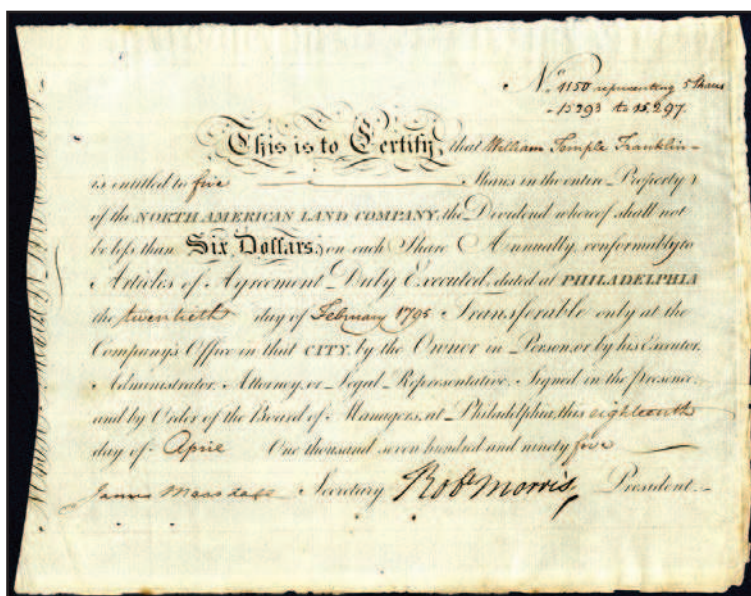 No. 1150 representing 5 Shares
15293 to 15,297.
This is to Certify, that William Temple Franklin
is entitled to five Shares in the entire Property
of the NORTH AMERICAN LAND COMPANY, the Dividend whereof shall not
be less than Six Dollars, on each Share Annually, conformably to
Articles of Agreement Duly Executed, dated at PHILADELPHIA
the twentieth day of February 1795 Transferable only at the
Company's Office in that CITY, by the Owner in Person, or by his Executor,
Administrator, Attorney, or Legal Representative. Signed in the presence,
and by Order of the Board of Managers, at Philadelphia, this eighteenth
day of April One thousand seven hundred and ninety five
James Secretary Robt Morris, President